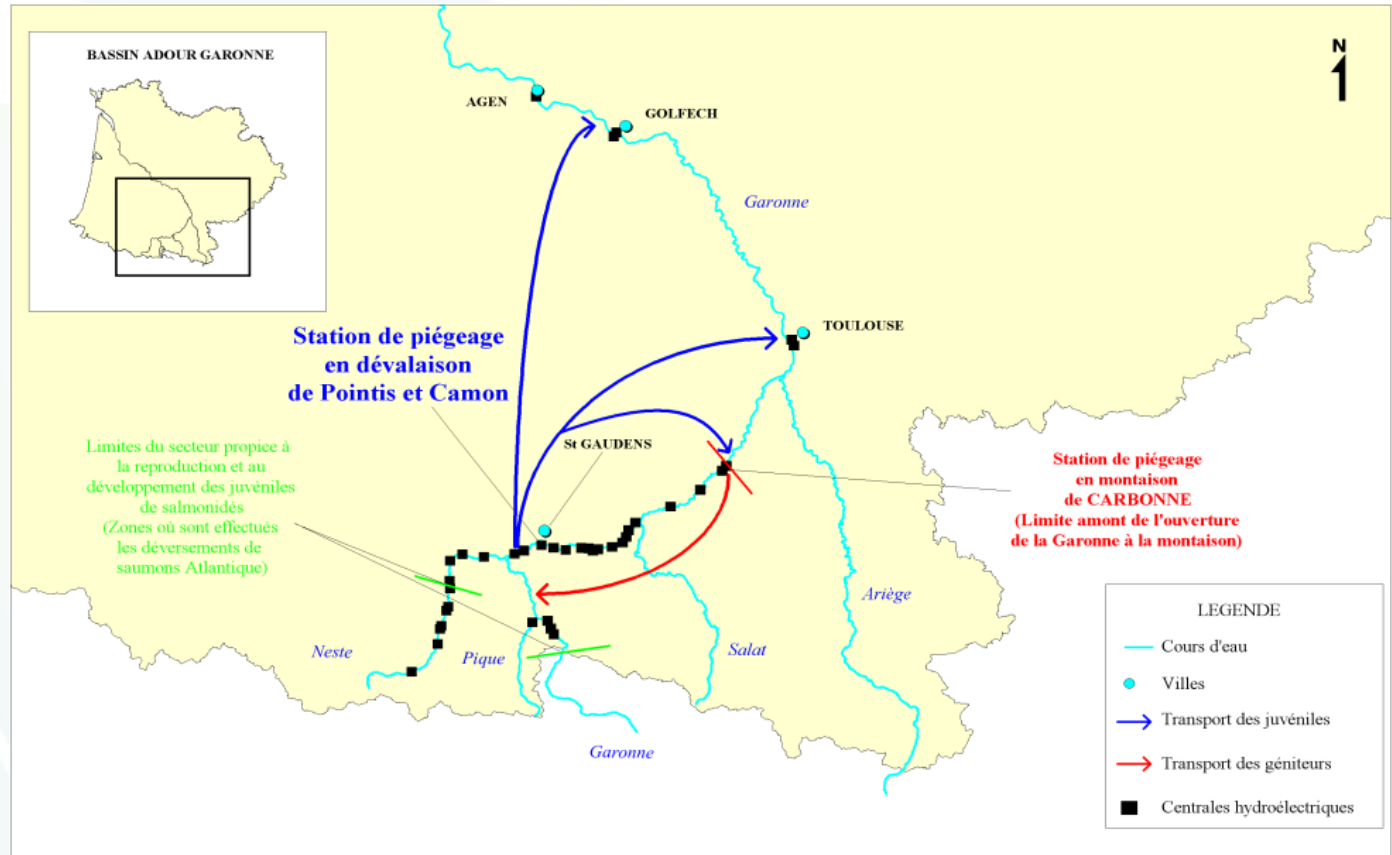 BASSIN ADOUR GARONNE
N
AGEN
GOLFECH
Garonne
Station de piégeage
en dévalaison
de Pointis et Camon
TOULOUSE
Limites du secteur propice à
la reproduction et au
développement des juvéniles
de salmonidés
(Zones où sont effectués
les déversements de
saumons Atlantique)
St GAUDENS
Station de piégeage
en montaison
de CARBONNE
(Limite amont de l'ouverture
de la Garonne à la montaison)
Neste
Pique
Salat
Ariège
Garonne
LEGENDE
Cours d'eau
Villes
Transport des juvéniles
Transport des géniteurs
Centrales hydroélectriques